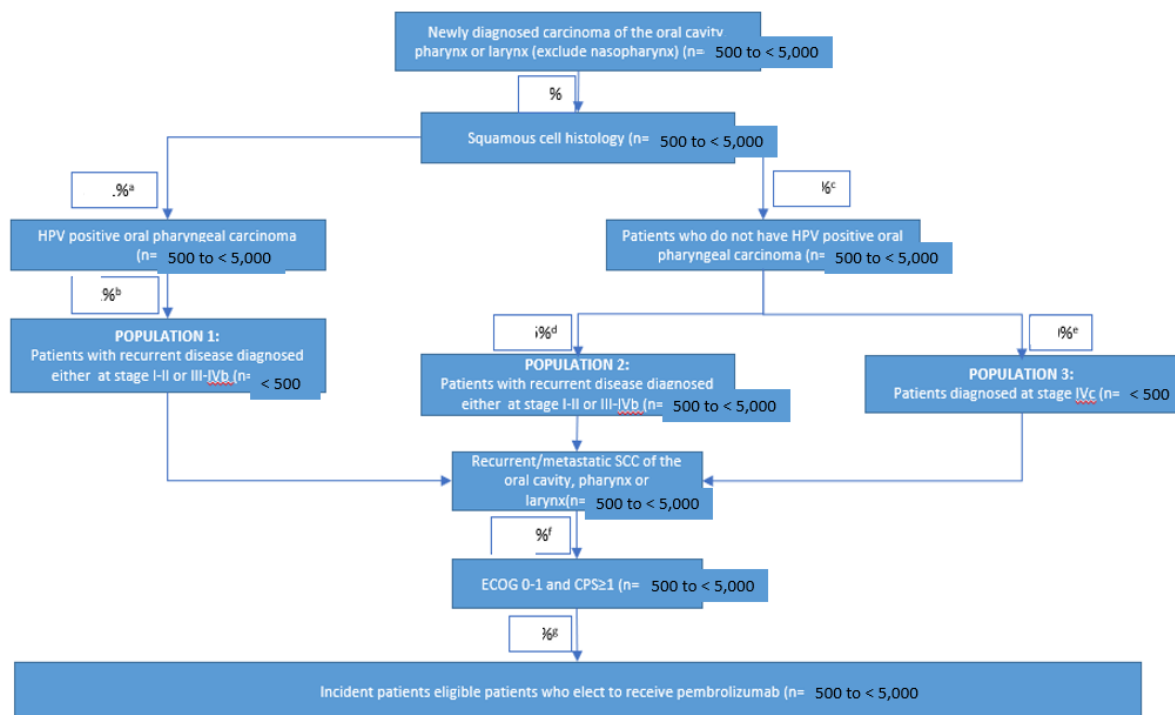 Newly diagnosed carcinoma of the oral cavity
pharynx or larynx (exclude nasopharynx) (n= 500 to < 5,000
%
Squamous cell histology (n= 500 to < 5,000
.%ᵃ
%ᶜ
HPV positive oral pharyngeal carcinoma
(n= 500 to < 5,000
Patients who do not have HPV positive oral
pharyngeal carcinoma (n= 500 to < 5,000
%ᵇ
%ᵈ
%ᵉ
POPULATION 1:
Patients with recurrent disease diagnosed
either at stage I-II or III-IVb (n= < 500
POPULATION 2:
Patients with recurrent disease diagnosed
either at stage I-II or III-IVb (n= 500 to < 5,000
POPULATION 3:
Patients diagnosed at stage IVc (n= < 500
Recurrent/metastatic SCC of the
oral cavity, pharynx or
larynx(n= 500 to < 5,000
%ᶠ
ECOG 0-1 and CPS≥1 (n= 500 to < 5,000
%ᵍ
Incident patients eligible patients who elect to receive pembrolizumab (n= 500 to < 5,000